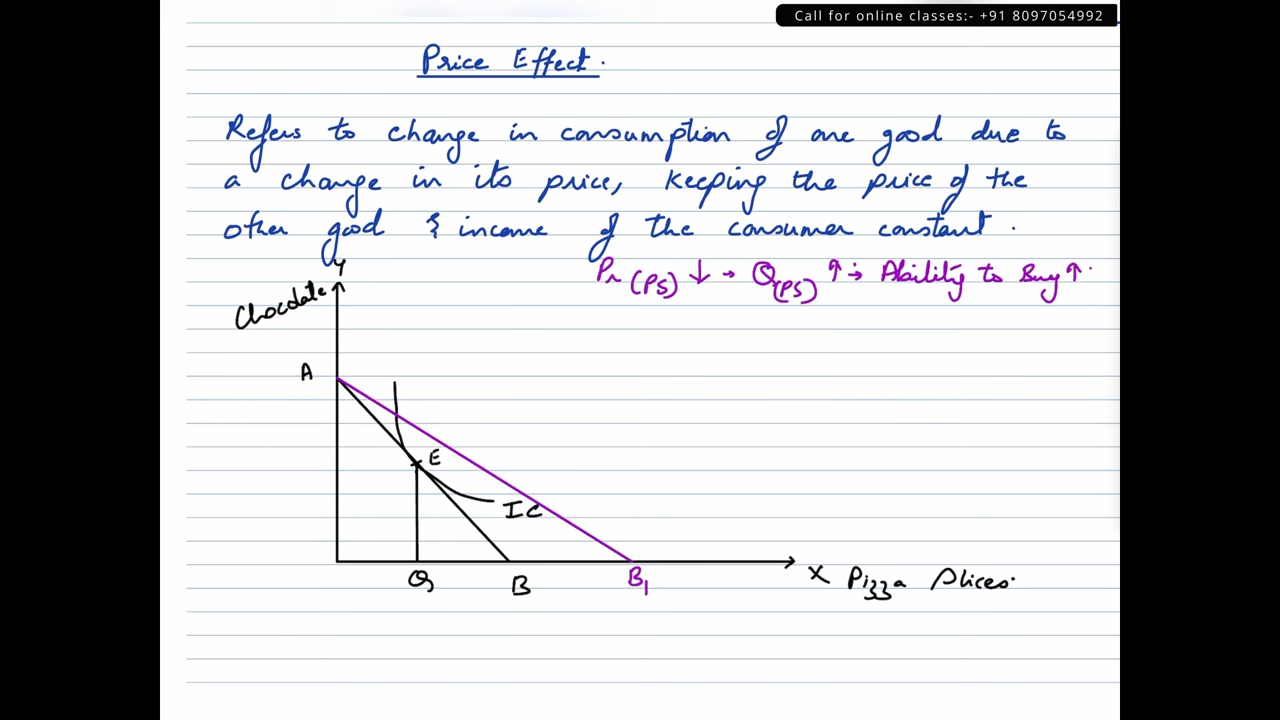 Call for online classes:- +91 8097054992
Price Effect.
Refers to change in consumption of one good due to
a change in its price, keeping the price of the
other good & income of the consumer constant.
Pr(PS) ↓ → Q(PS) ↑ ∴ Ability to Buy ↑.
Y
Chocolate
A
E
IC
Q
B
B1
X Pizza Slices.